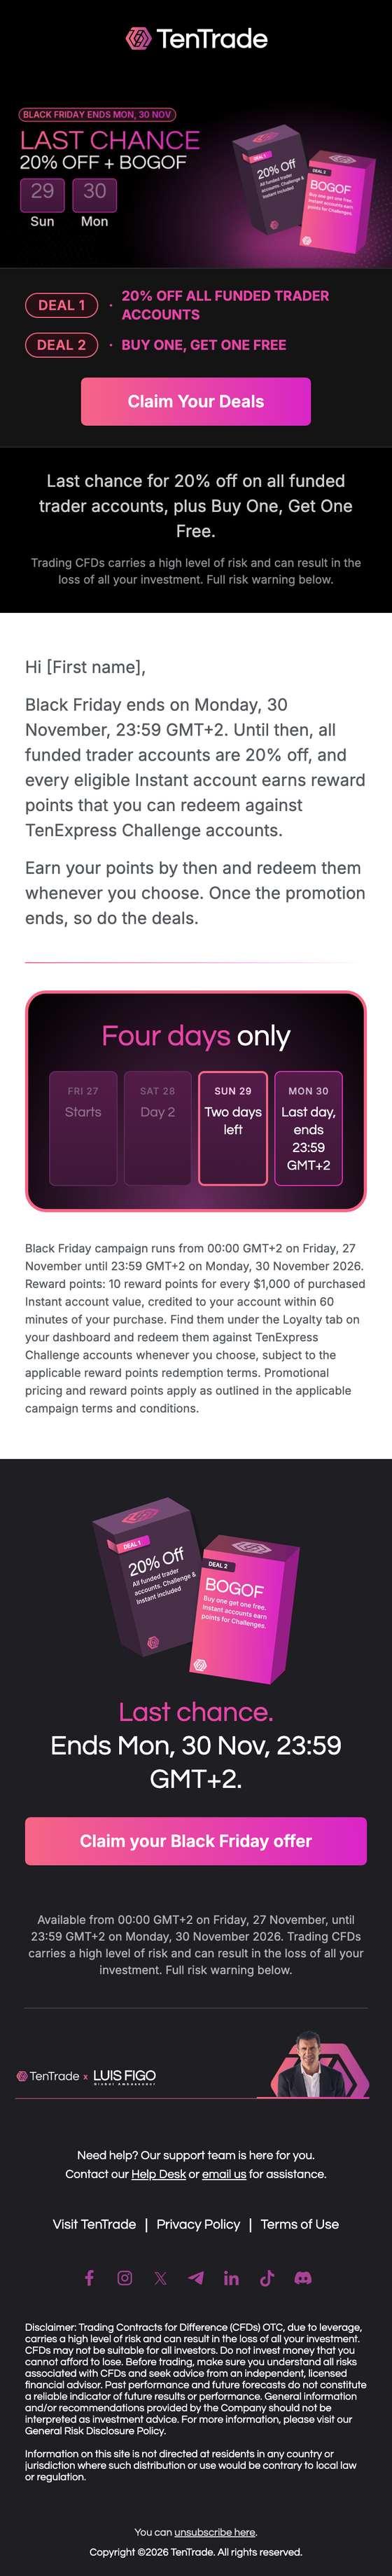 TenTrade
BLACK FRIDAY ENDS MON, 30 NOV
LAST CHANCE
20% OFF + BOGOF
29 30
Sun Mon
DEAL 1
20% Off
All funded trader
accounts. Challenge &
Instant included
DEAL 2
BOGOF
Buy one get one free.
Instant accounts earn
points for Challenges.
DEAL 1 · 20% OFF ALL FUNDED TRADER
ACCOUNTS
DEAL 2 · BUY ONE, GET ONE FREE
Claim Your Deals
Last chance for 20% off on all funded
trader accounts, plus Buy One, Get One
Free.
Trading CFDs carries a high level of risk and can result in the
loss of all your investment. Full risk warning below.
Hi [First name],
Black Friday ends on Monday, 30
November, 23:59 GMT+2. Until then, all
funded trader accounts are 20% off, and
every eligible Instant account earns reward
points that you can redeem against
TenExpress Challenge accounts.
Earn your points by then and redeem them
whenever you choose. Once the promotion
ends, so do the deals.
Four days only
FRI 27
Starts
SAT 28
Day 2
SUN 29
Two days
left
MON 30
Last day,
ends
23:59
GMT+2
Black Friday campaign runs from 00:00 GMT+2 on Friday, 27
November until 23:59 GMT+2 on Monday, 30 November 2026.
Reward points: 10 reward points for every $1,000 of purchased
Instant account value, credited to your account within 60
minutes of your purchase. Find them under the Loyalty tab on
your dashboard and redeem them against TenExpress
Challenge accounts whenever you choose, subject to the
applicable reward points redemption terms. Promotional
pricing and reward points apply as outlined in the applicable
campaign terms and conditions.
DEAL 1
20% Off
All funded trader
accounts. Challenge &
Instant included
DEAL 2
BOGOF
Buy one get one free.
Instant accounts earn
points for Challenges.
Last chance.
Ends Mon, 30 Nov, 23:59
GMT+2.
Claim your Black Friday offer
Available from 00:00 GMT+2 on Friday, 27 November, until
23:59 GMT+2 on Monday, 30 November 2026. Trading CFDs
carries a high level of risk and can result in the loss of all your
investment. Full risk warning below.
TenTrade x LUIS FIGO
Global Ambassador
Need help? Our support team is here for you.
Contact our Help Desk or email us for assistance.
Visit TenTrade | Privacy Policy | Terms of Use
Disclaimer: Trading Contracts for Difference (CFDs) OTC, due to leverage,
carries a high level of risk and can result in the loss of all your investment.
CFDs may not be suitable for all investors. Do not invest money that you
cannot afford to lose. Before trading, make sure you understand all risks
associated with CFDs and seek advice from an independent, licensed
financial advisor. Past performance and future forecasts do not constitute
a reliable indicator of future results or performance. General information
and/or recommendations provided by the Company should not be
interpreted as investment advice. For more information, please visit our
General Risk Disclosure Policy.
Information on this site is not directed at residents in any country or
jurisdiction where such distribution or use would be contrary to local law
or regulation.
You can unsubscribe here.
Copyright ©2026 TenTrade. All rights reserved.